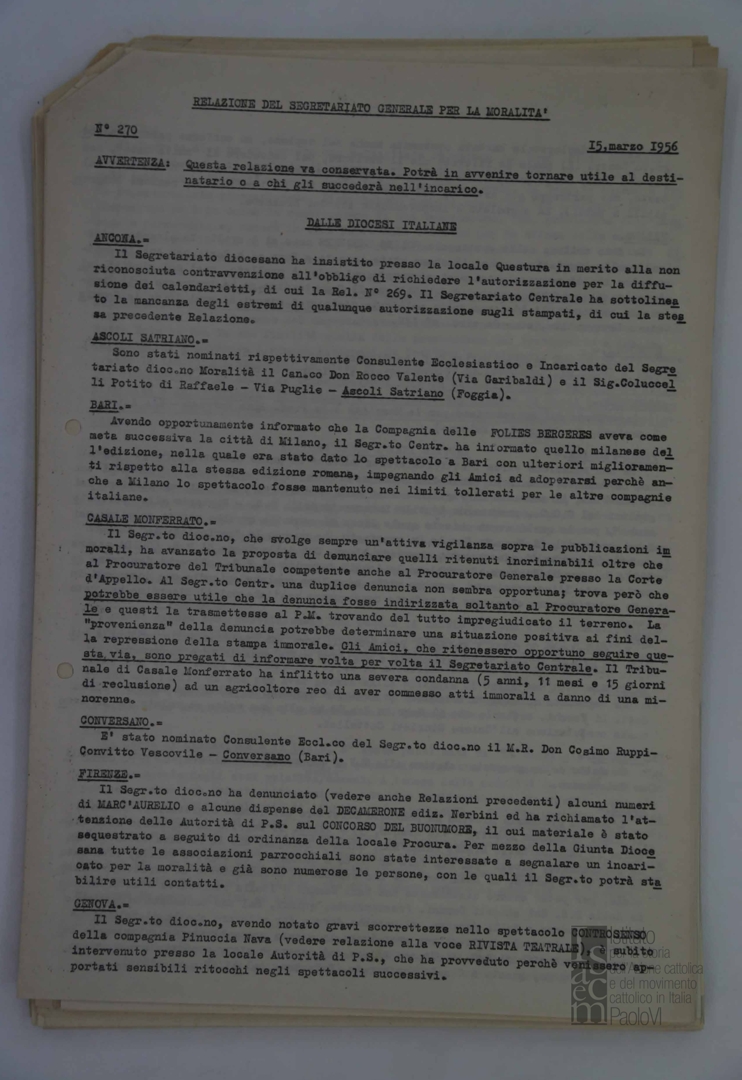 RELAZIONE DEL SEGRETARIATO GENERALE PER LA MORALITA'
N° 270
15,marzo 1956
AVVERTENZA: Questa relazione va conservata. Potrà in avvenire tornare utile al desti-
natario o a chi gli succederà nell'incarico.
DALLE DIOCESI ITALIANE
ANCONA.=
Il Segretariato diocesano ha insistito presso la locale Questura in merito alla non
riconosciuta contravvenzione all'obbligo di richiedere l'autorizzazione per la diffu-
sione dei calendarietti, di cui la Rel. N° 269. Il Segretariato Centrale ha sottolinea
to la mancanza degli estremi di qualunque autorizzazione sugli stampati, di cui la stes
sa precedente Relazione.
ASCOLI SATRIANO.=
Sono stati nominati rispettivamente Consulente Ecclesiastico e Incaricato del Segre
tariato dioc.no Moralità il Can.co Don Rocco Valente (Via Garibaldi) e il Sig.Coluccel
li Potito di Raffaele - Via Puglie - Ascoli Satriano (Foggia).
BARI.=
Avendo opportunamente informato che la Compagnia delle FOLIES BERGERES aveva come
meta successiva la città di Milano, il Segr.to Centr. ha informato quello milanese del
l'edizione, nella quale era stato dato lo spettacolo a Bari con ulteriori miglioramen-
ti rispetto alla stessa edizione romana, impegnando gli Amici ad adoperarsi perchè an-
che a Milano lo spettacolo fosse mantenuto nei limiti tollerati per le altre compagnie
italiane.
CASALE MONFERRATO.=
Il Segr.to dioc.no, che svolge sempre un'attiva vigilanza sopra le pubblicazioni im
morali, ha avanzato la proposta di denunciare quelli ritenuti incriminabili oltre che
al Procuratore del Tribunale competente anche al Procuratore Generale presso la Corte
d'Appello. Al Segr.to Centr. una duplice denuncia non sembra opportuna; trova però che
potrebbe essere utile che la denuncia fosse indirizzata soltanto al Procuratore Genera-
le e questi la trasmettesse al P.M. trovando del tutto impregiudicato il terreno. La
"provenienza" della denuncia potrebbe determinare una situazione positiva ai fini del-
la repressione della stampa immorale. Gli Amici, che ritenessero opportuno seguire que-
sta via, sono pregati di informare volta per volta il Segretariato Centrale. Il Tribu-
nale di Casale Monferrato ha inflitto una severa condanna (5 anni, 11 mesi e 15 giorni
di reclusione) ad un agricoltore reo di aver commesso atti immorali a danno di una mi-
norenne.
CONVERSANO.=
E' stato nominato Consulente Eccl.co del Segr.to dioc.no il M.R. Don Cosimo Ruppi-
Convitto Vescovile - Conversano (Bari).
FIRENZE.=
Il Segr.to dioc.no ha denunciato (vedere anche Relazioni precedenti) alcuni numeri
di MARC'AURELIO e alcune dispense del DECAMERONE ediz. Nerbini ed ha richiamato l'at-
tenzione delle Autorità di P.S. sul CONCORSO DEL BUONUMORE, il cui materiale è stato
sequestrato a seguito di ordinanza della locale Procura. Per mezzo della Giunta Dioce
sana tutte le associazioni parrocchiali sono state interessate a segnalare un incari-
cato per la moralità e già sono numerose le persone, con le quali il Segr.to potrà sta
bilire utili contatti.
GENOVA.=
Il Segr.to dioc.no, avendo notato gravi scorrettezze nello spettacolo CONTROSENSO
della compagnia Pinuccia Nava (vedere relazione alla voce RIVISTA TEATRALE), è subito
intervenuto presso la locale Autorità di P.S., che ha provveduto perchè venissero ap-
portati sensibili ritocchi negli spettacoli successivi.
isacem
istituto
per la storia
dell'Azione cattolica
e del movimento
cattolico in Italia
PaoloVI